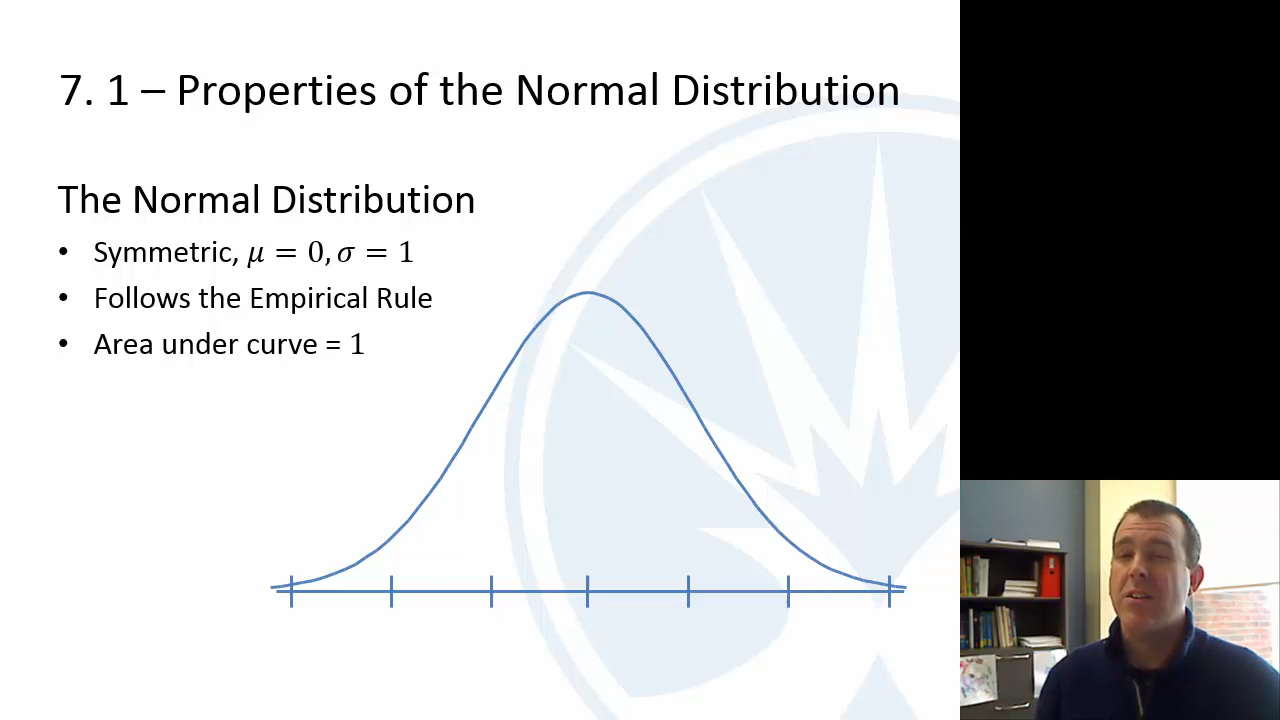 7. 1 – Properties of the Normal Distribution
The Normal Distribution
• Symmetric, 𝜇 = 0, 𝜎 = 1
• Follows the Empirical Rule
• Area under curve = 1